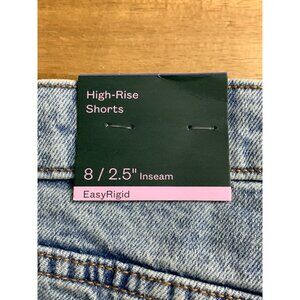 High-Rise
Shorts
8 / 2.5" Inseam
EasyRigid